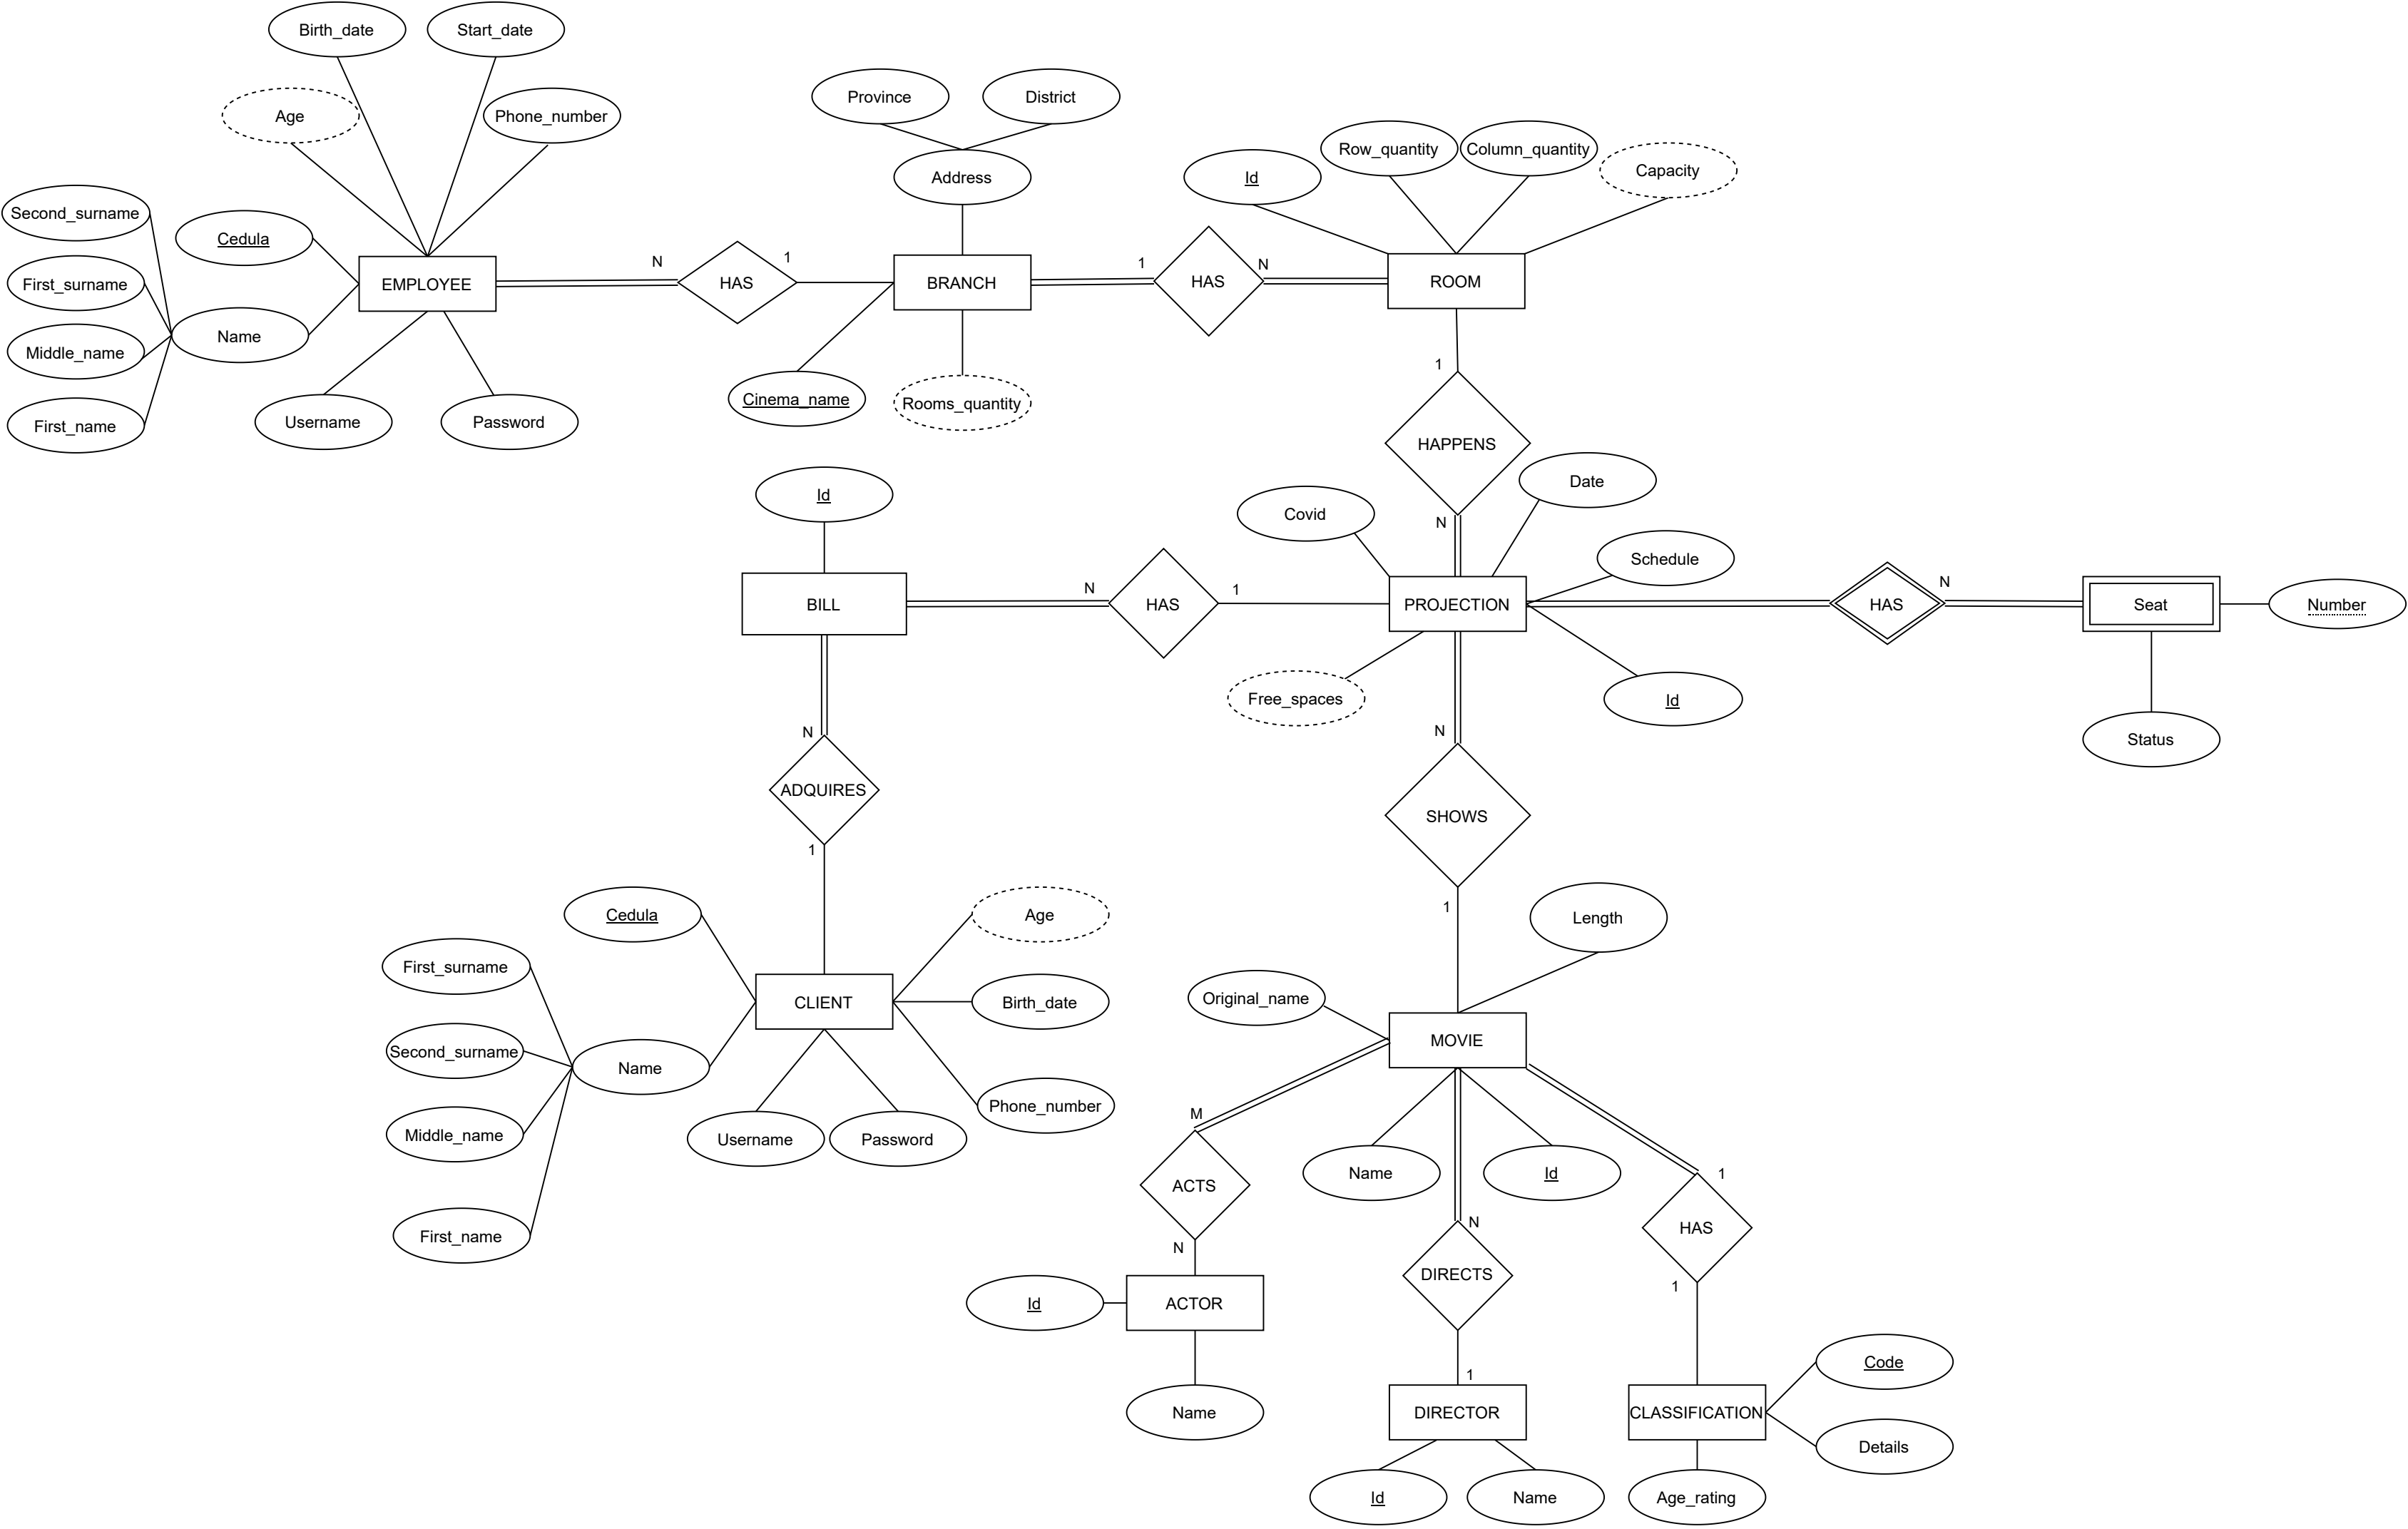 Birth_date
Start_date
Age
Phone_number
Second_surname
Cedula
First_surname
EMPLOYEE
Middle_name
Name
First_name
Username
Password
N
HAS
1
Province
District
Address
BRANCH
Cinema_name
Rooms_quantity
1
HAS
N
Id
Row_quantity
Column_quantity
Capacity
ROOM
1
HAPPENS
N
Id
BILL
N
HAS
1
Covid
Date
Schedule
PROJECTION
Free_spaces
Id
HAS
N
Seat
Number
Status
N
ADQUIRES
1
N
SHOWS
1
Cedula
Age
First_surname
CLIENT
Birth_date
Second_surname
Name
Phone_number
Middle_name
Username
Password
First_name
Length
Original_name
MOVIE
Name
Id
M
ACTS
N
Id
ACTOR
Name
N
DIRECTS
1
DIRECTOR
Id
Name
1
HAS
1
CLASSIFICATION
Code
Details
Age_rating